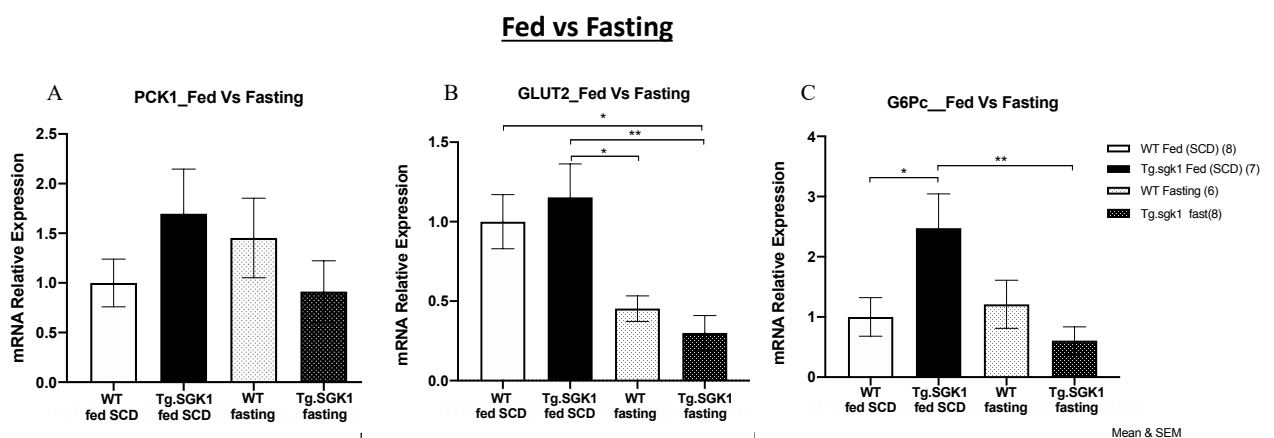 Fed vs Fasting
A
PCK1_Fed Vs Fasting
mRNA Relative Expression
2.5
2.0
1.5
1.0
0.5
0.0
WT
fed SCD
Tg.SGK1
fed SCD
WT
fasting
Tg.SGK1
fasting
B
GLUT2_Fed Vs Fasting
mRNA Relative Expression
1.5
1.0
0.5
0.0
*
**
*
WT
fed SCD
Tg.SGK1
fed SCD
WT
fasting
Tg.SGK1
fasting
C
G6Pc__Fed Vs Fasting
mRNA Relative Expression
4
3
2
1
0
*
**
WT
fed SCD
Tg.SGK1
fed SCD
WT
fasting
Tg.SGK1
fasting
WT Fed (SCD) (8)
Tg.sgk1 Fed (SCD) (7)
WT Fasting (6)
Tg.sgk1 fast(8)
Mean & SEM